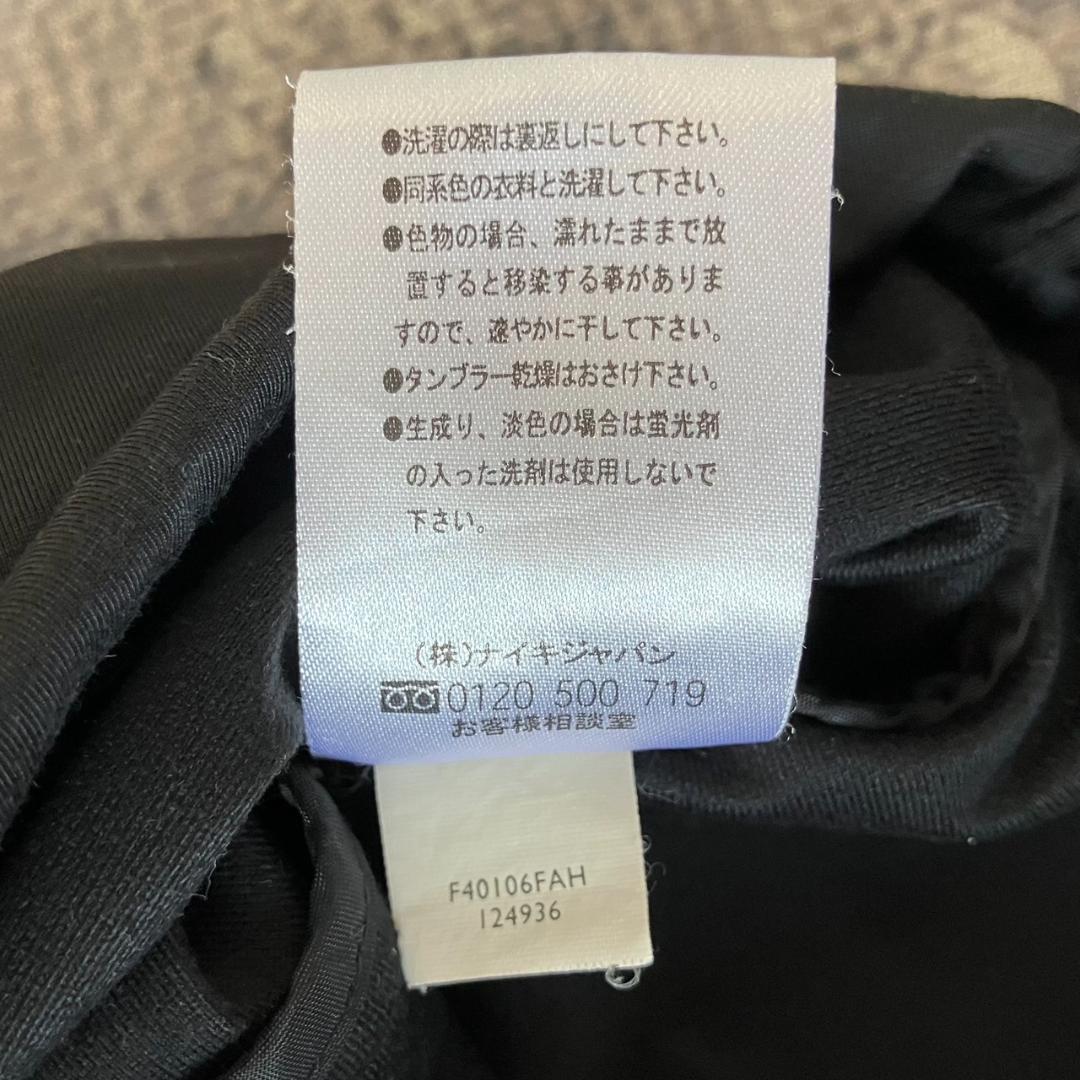 ●洗濯の際は裏返しにして下さい。
●同系色の衣料と洗濯して下さい。
●色物の場合、濡れたままで放
置すると移染する事がありま
すので、速やかに干して下さい。
●タンブラー乾燥はおさけ下さい。
●生成り、淡色の場合は蛍光剤
の入った洗剤は使用しないで
下さい。
(株)ナイキジャパン
0120 500 719
お客様相談室
F40106FAH
124936